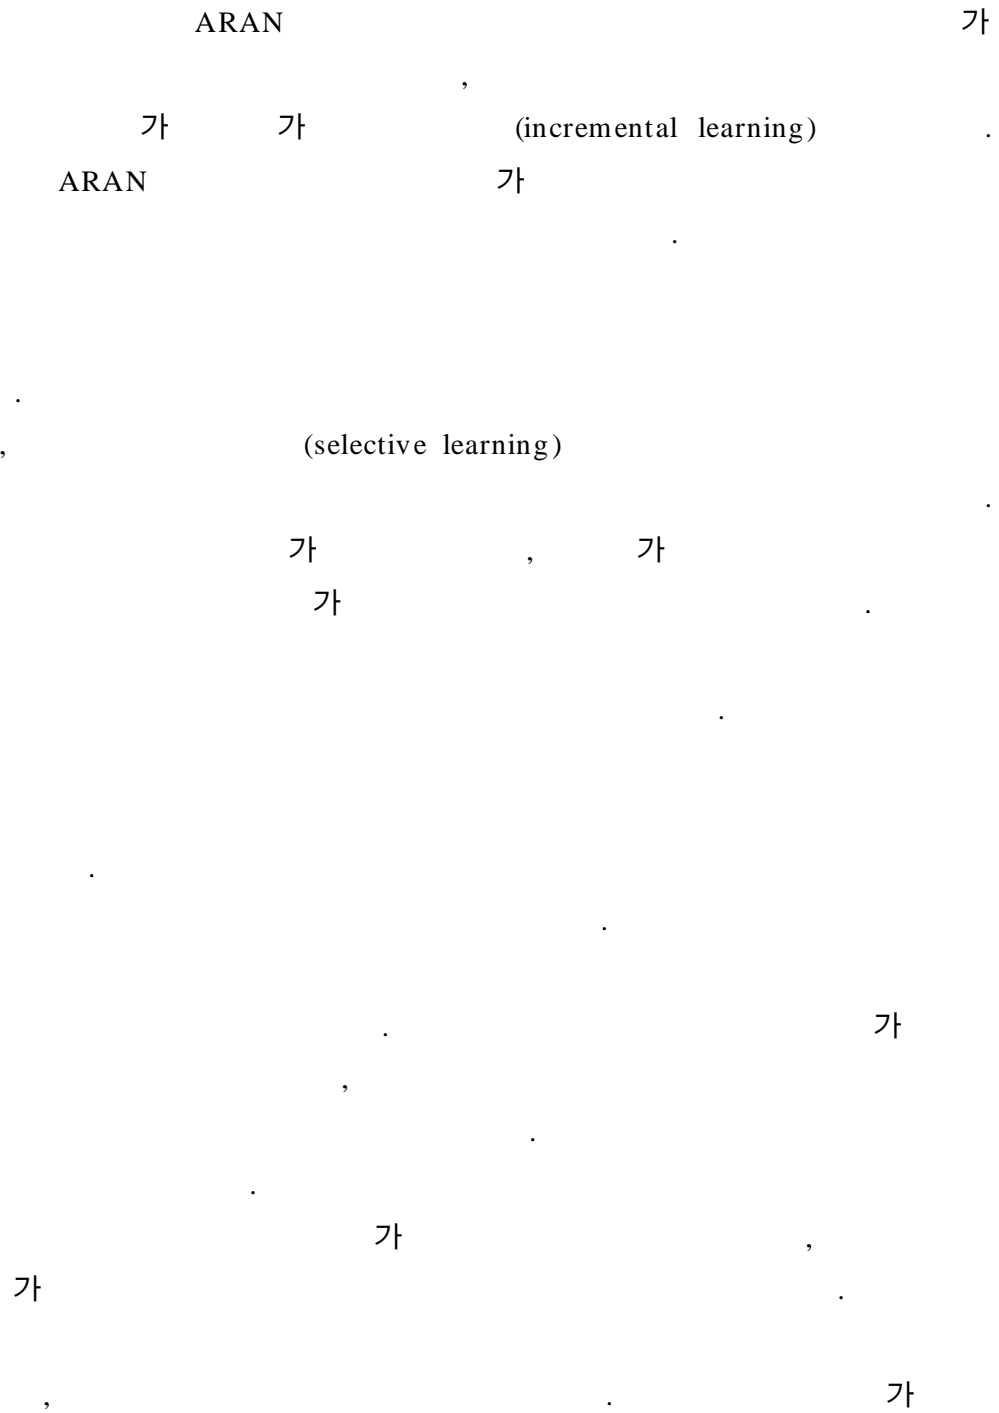 ARAN 가
,
가 가 (incremental learning) .
ARAN 가
.
.
, (selective learning)
.
가 , 가
가 .
.
.
.
. 가
,
.
.
가 ,
가 .
, . 가